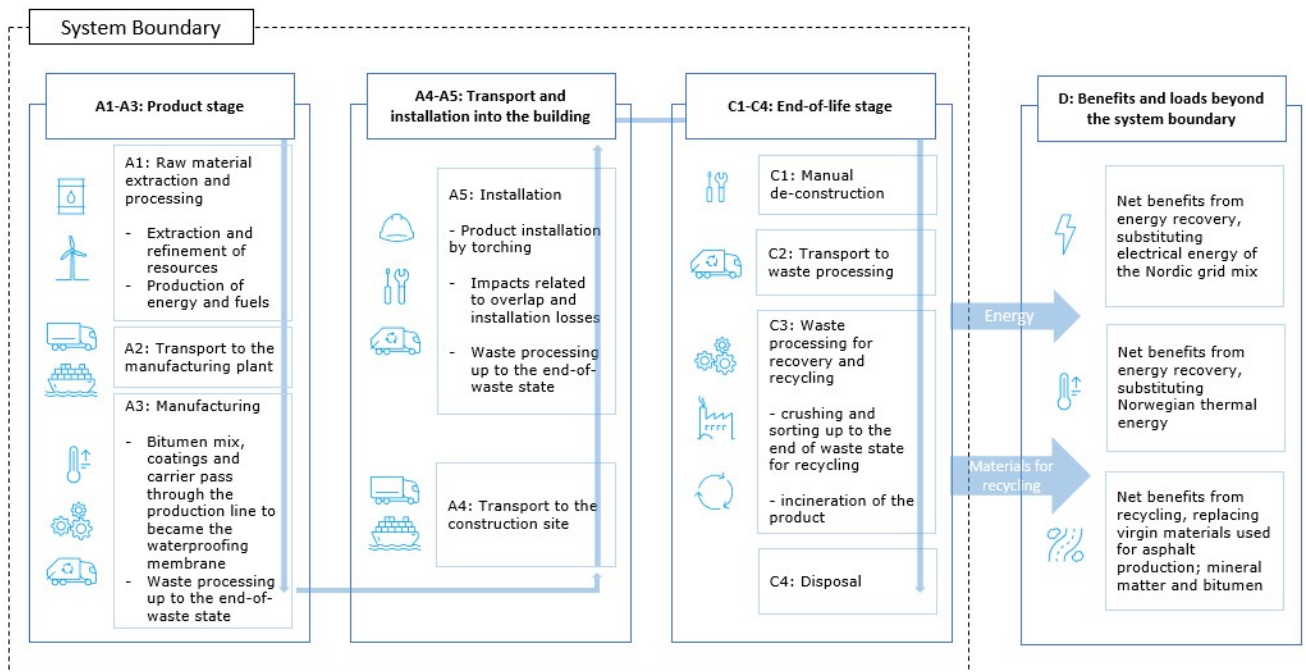 System Boundary
A1-A3: Product stage
A1: Raw material
extraction and
processing
- Extraction and
refinement of
resources
- Production of
energy and fuels
A2: Transport to the
manufacturing plant
A3: Manufacturing
- Bitumen mix,
coatings and
carrier pass
through the
production line to
became the
waterproofing
membrane
- Waste processing
up to the end-of-
waste state
A4-A5: Transport and
installation into the building
A5: Installation
- Product installation
by torching
- Impacts related
to overlap and
installation losses
- Waste processing
up to the end-of-
waste state
A4: Transport to the
construction site
C1-C4: End-of-life stage
C1: Manual
de-construction
C2: Transport to
waste processing
C3: Waste
processing for
recovery and
recycling
- crushing and
sorting up to the
end of waste state
for recycling
- incineration of the
product
C4: Disposal
Energy
Materials for
recycling
D: Benefits and loads beyond
the system boundary
Net benefits from
energy recovery,
substituting
electrical energy of
the Nordic grid mix
Net benefits from
energy recovery,
substituting
Norwegian thermal
energy
Net benefits from
recycling, replacing
virgin materials used
for asphalt
production; mineral
matter and bitumen